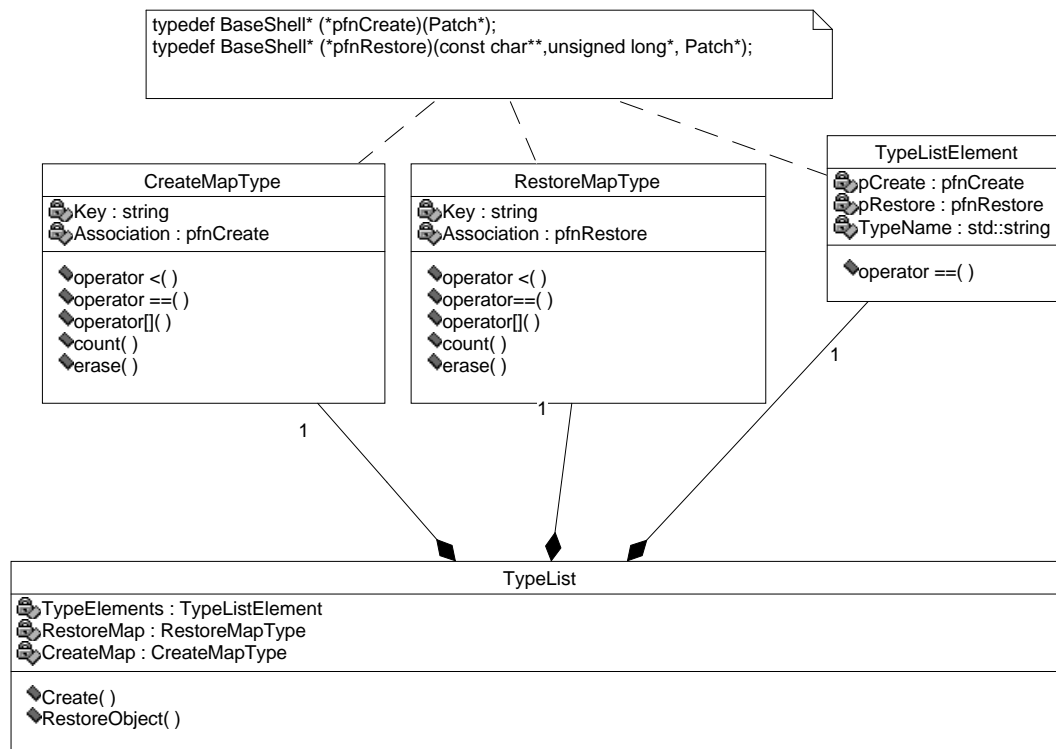 typedef BaseShell* (*pfnCreate)(Patch*);
typedef BaseShell* (*pfnRestore)(const char**,unsigned long*, Patch*);
CreateMapType
Key : string
Association : pfnCreate
operator <( )
operator ==( )
operator[]( )
count( )
erase( )
RestoreMapType
Key : string
Association : pfnRestore
operator <( )
operator==( )
operator[]( )
count( )
erase( )
TypeListElement
pCreate : pfnCreate
pRestore : pfnRestore
TypeName : std::string
operator ==( )
1
1
1
TypeList
TypeElements : TypeListElement
RestoreMap : RestoreMapType
CreateMap : CreateMapType
Create( )
RestoreObject( )